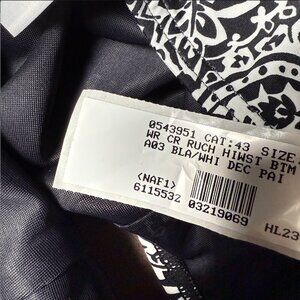 0543951 CAT:43 SIZE
WR CR RUCH HIWST BTM
A03 BLA/WHI DEC PAI
<NAF1>
6115532 03219069 HL23